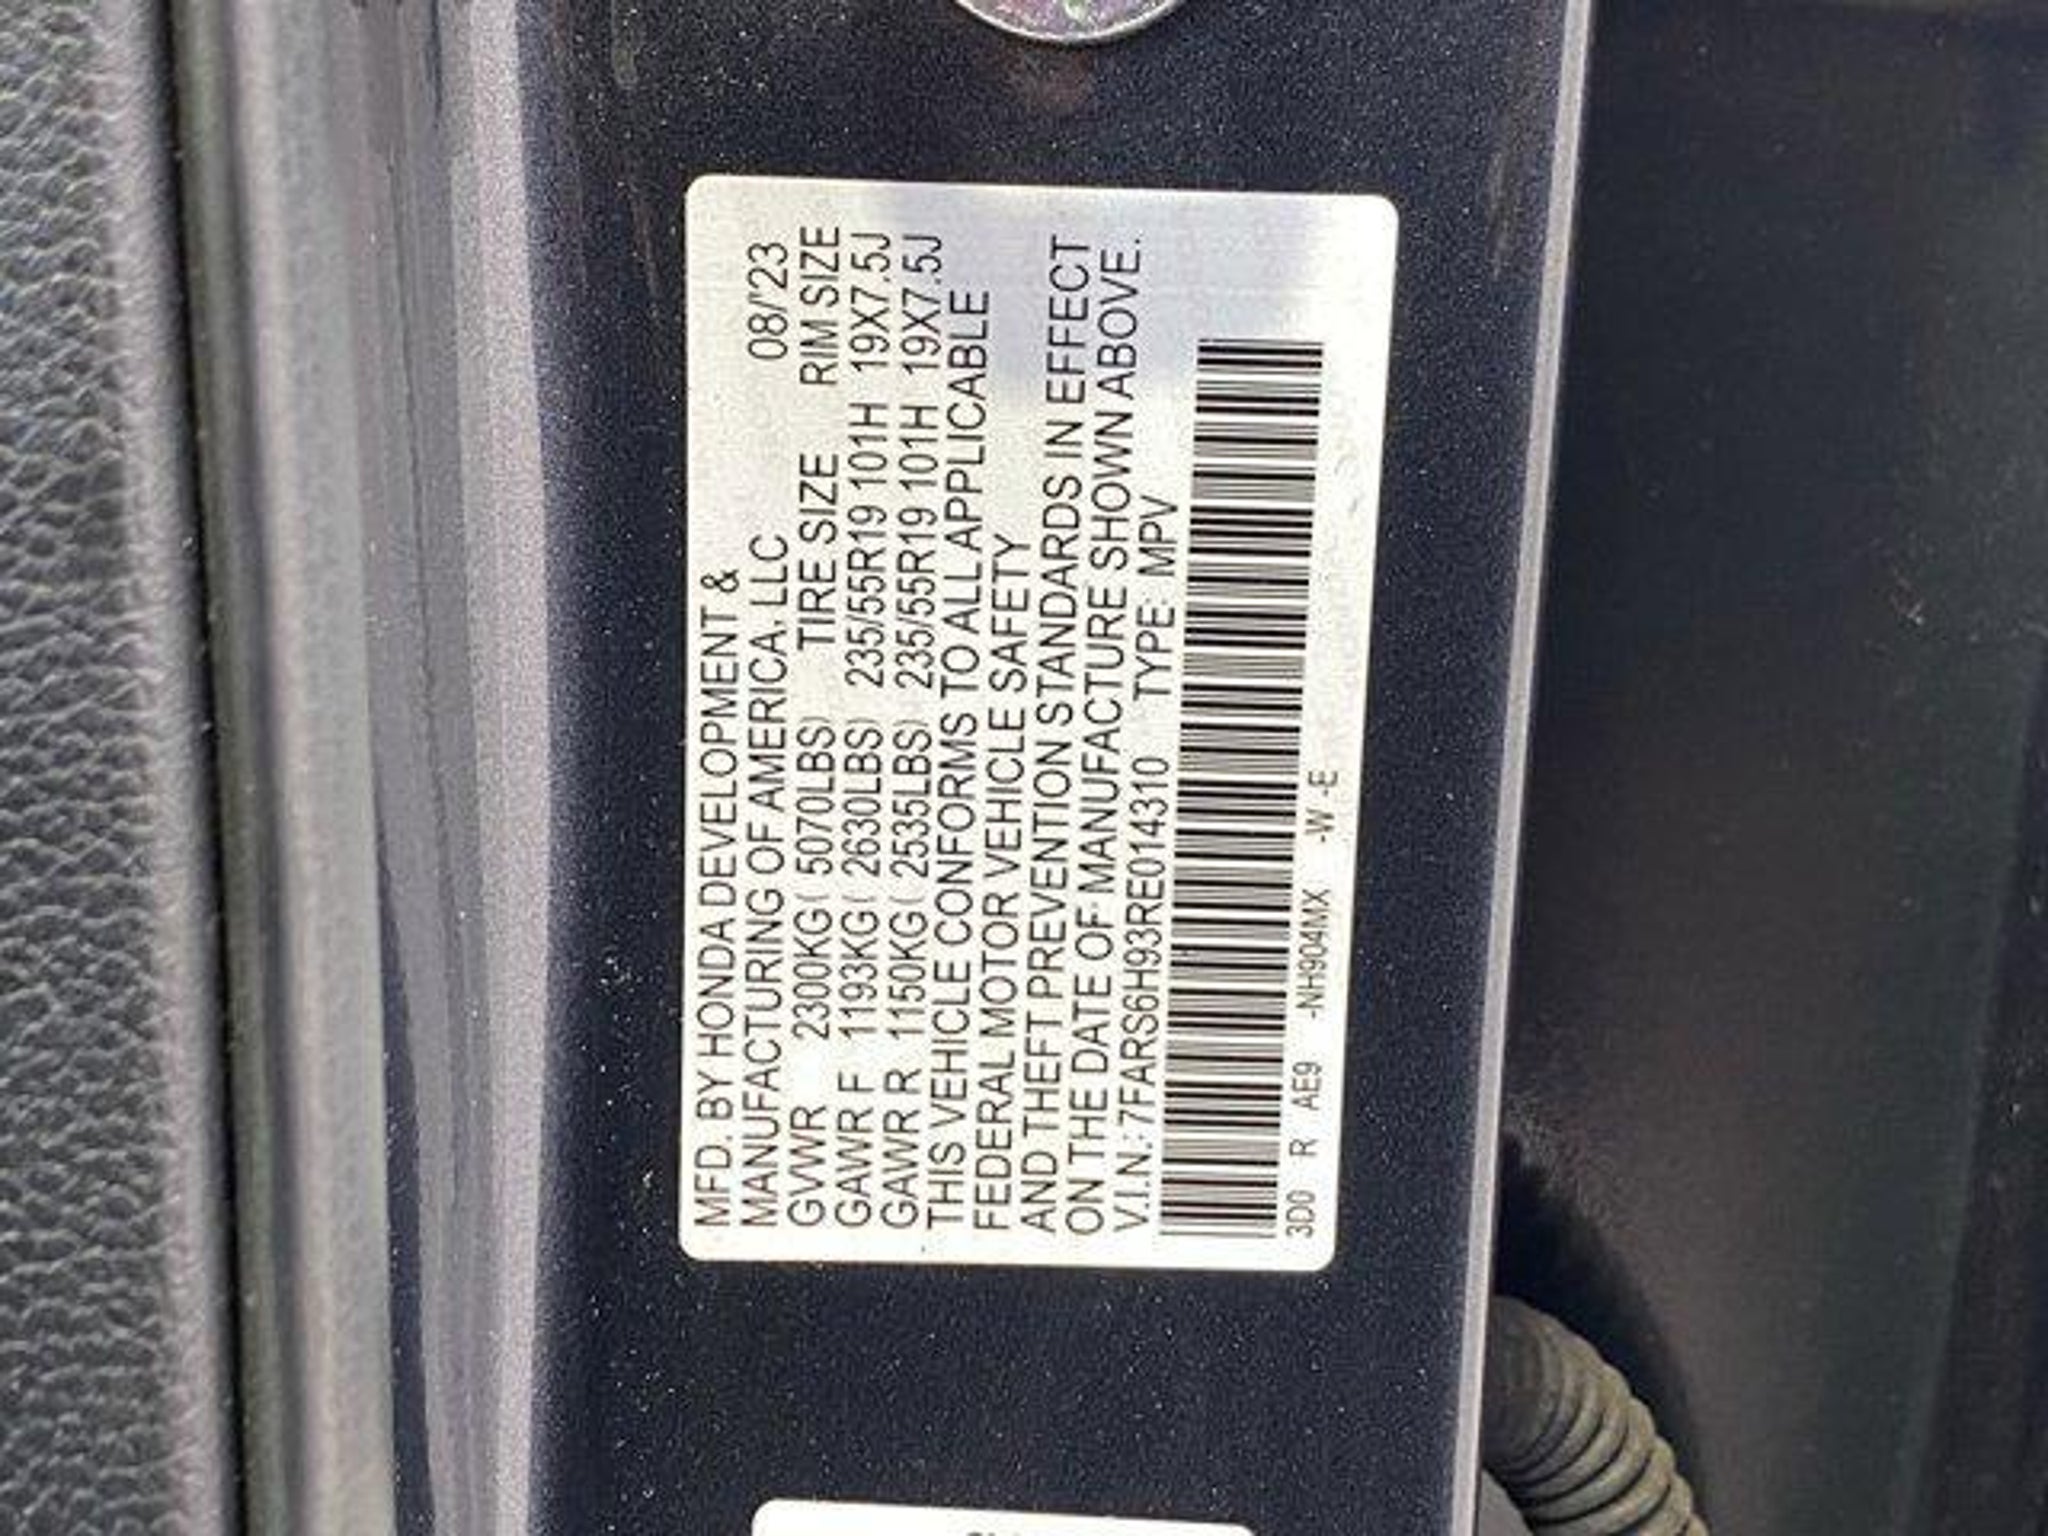 MFD. BY HONDA DEVELOPMENT &
MANUFACTURING OF AMERICA, LLC 08/'23
GVWR 2300KG ( 5070LBS) TIRE SIZE RIM SIZE
GAWR F 1193KG ( 2630LBS) 235/55R19 101H 19X7.5J
GAWR R 1150KG ( 2535LBS) 235/55R19 101H 19X7.5J
THIS VEHICLE CONFORMS TO ALL APPLICABLE
FEDERAL MOTOR VEHICLE SAFETY
AND THEFT PREVENTION STANDARDS IN EFFECT
ON THE DATE OF MANUFACTURE SHOWN ABOVE.
V.I.N.: 7FARS6H93RE014310 TYPE: MPV
3D0 R AE9 -NH904MX -W -E